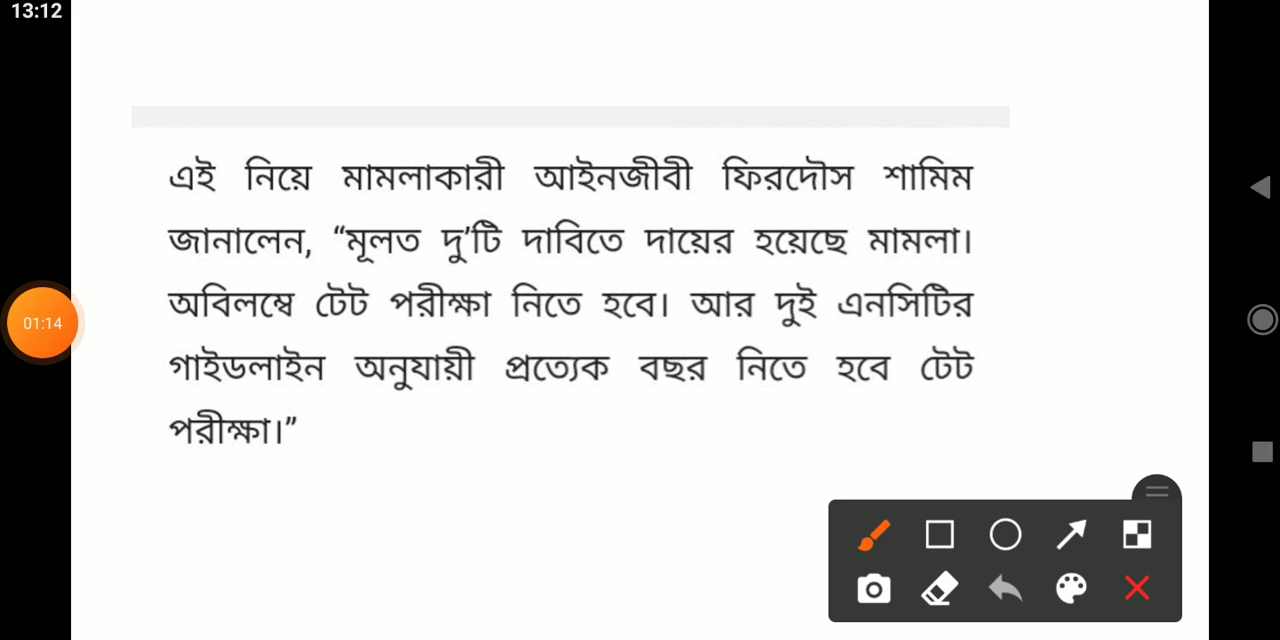 13:12
এই নিয়ে মামলাকারী আইনজীবী ফিরদৌস শামিম
জানালেন, “মূলত দু’টি দাবিতে দায়ের হয়েছে মামলা।
অবিলম্বে টেট পরীক্ষা নিতে হবে। আর দুই এনসিটির
01:14
গাইডলাইন অনুযায়ী প্রত্যেক বছর নিতে হবে টেট
পরীক্ষা।”